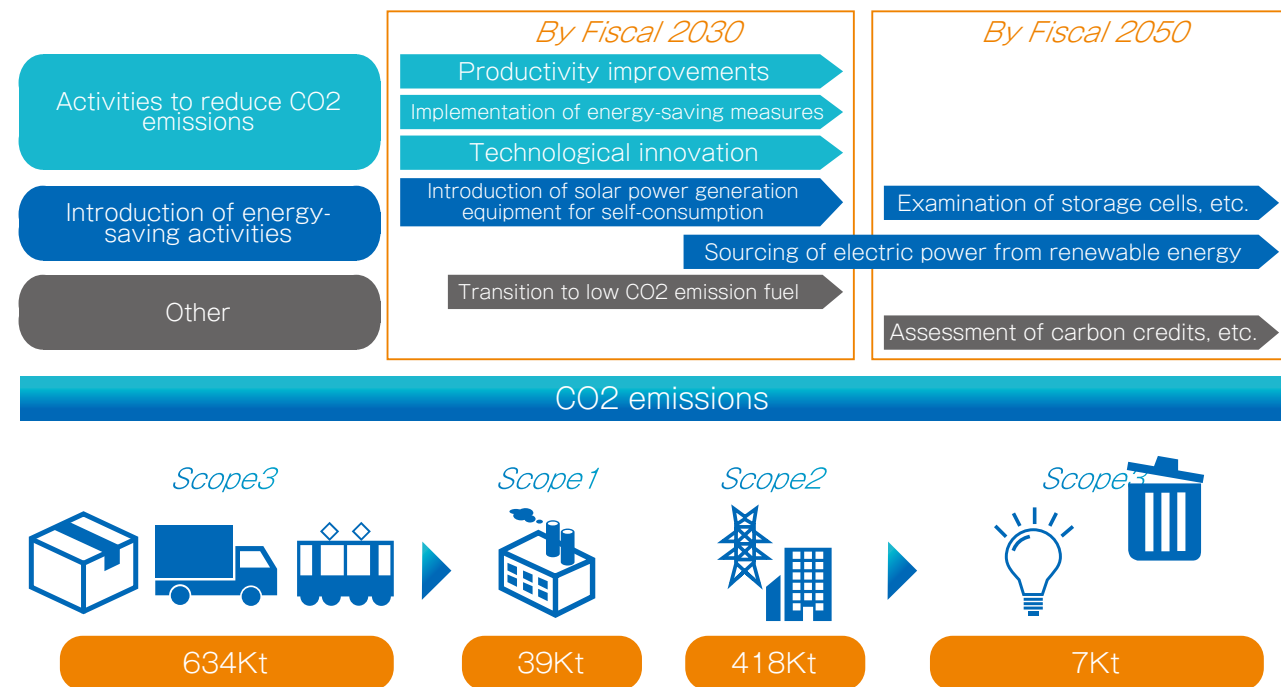 By Fiscal 2030
By Fiscal 2050
Activities to reduce CO2
emissions
Productivity improvements
Implementation of energy-saving measures
Technological innovation
Introduction of energy-
saving activities
Introduction of solar power generation
equipment for self-consumption
Examination of storage cells, etc.
Sourcing of electric power from renewable energy
Other
Transition to low CO2 emission fuel
Assessment of carbon credits, etc.
CO2 emissions
Scope3
Scope1
Scope2
Scope3
634Kt
39Kt
418Kt
7Kt